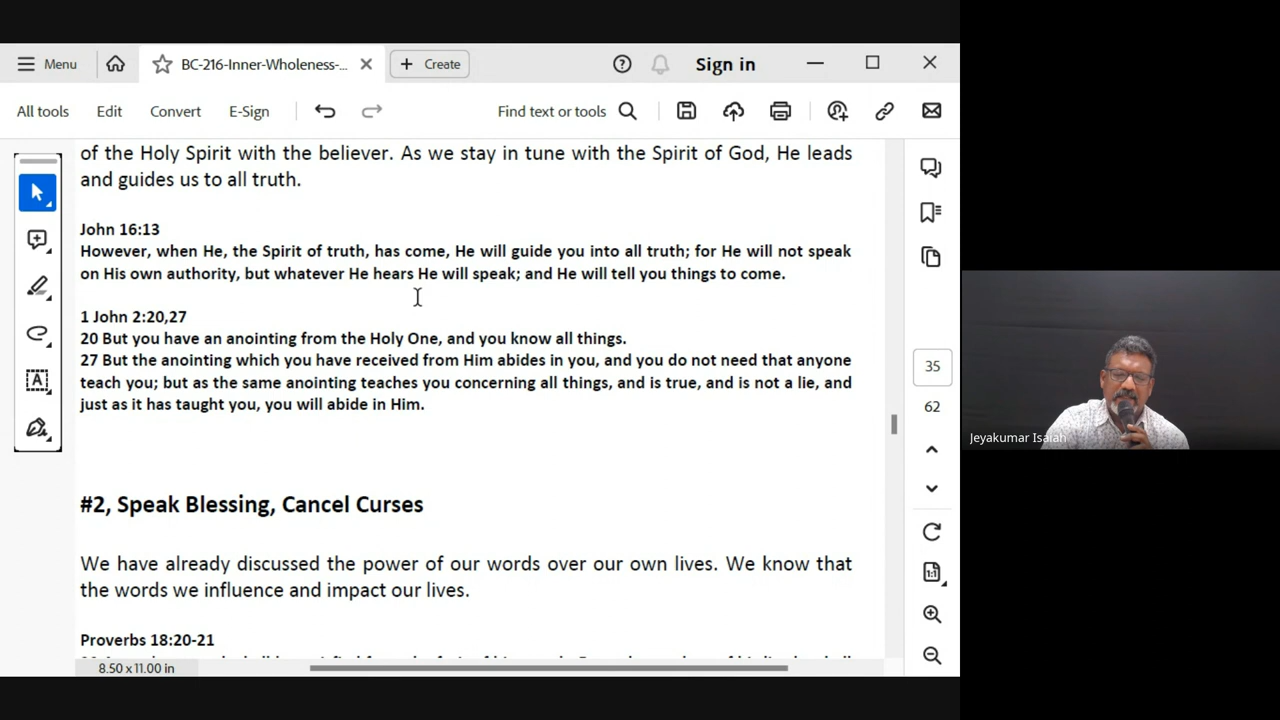 Menu
BC-216-Inner-Wholeness-...
Create
Sign in
All tools
Edit
Convert
E-Sign
Find text or tools
of the Holy Spirit with the believer. As we stay in tune with the Spirit of God, He leads
and guides us to all truth.
John 16:13
However, when He, the Spirit of truth, has come, He will guide you into all truth; for He will not speak
on His own authority, but whatever He hears He will speak; and He will tell you things to come.
1 John 2:20,27
20 But you have an anointing from the Holy One, and you know all things.
27 But the anointing which you have received from Him abides in you, and you do not need that anyone
teach you; but as the same anointing teaches you concerning all things, and is true, and is not a lie, and
just as it has taught you, you will abide in Him.
35
62
#2, Speak Blessing, Cancel Curses
We have already discussed the power of our words over our own lives. We know that
the words we influence and impact our lives.
Proverbs 18:20-21
8.50 x 11.00 in
1:1
Jeyakumar Isaiah